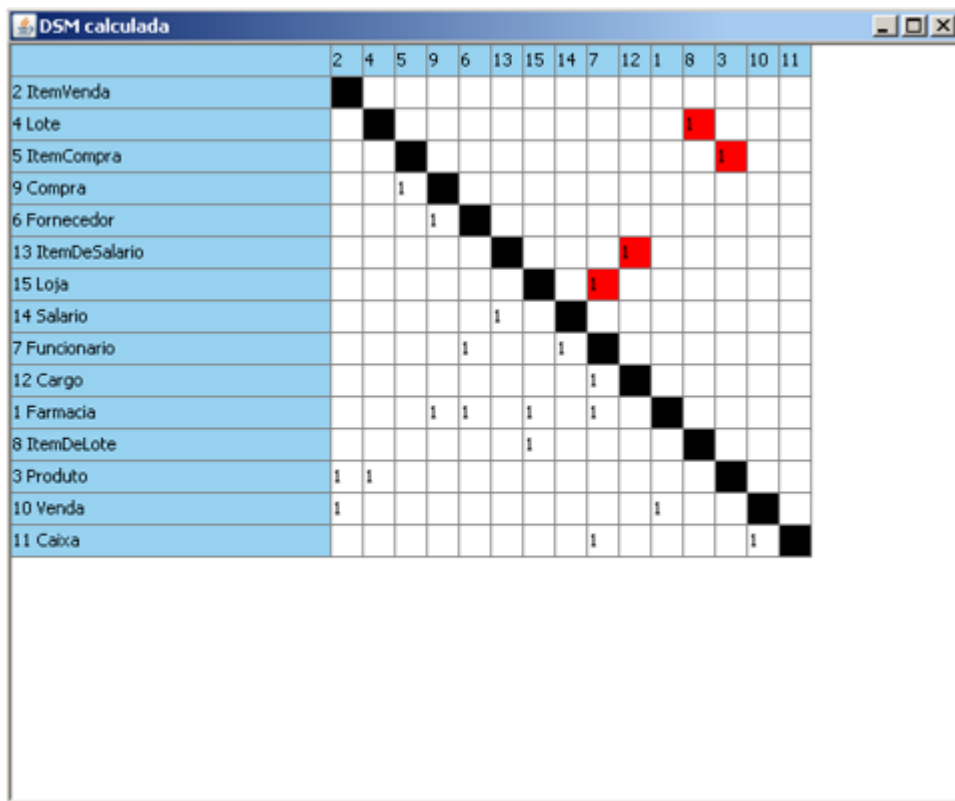 DSM calculada
2 4 5 9 6 13 15 14 7 12 1 8 3 10 11
2 ItemVenda
4 Lote 1
5 ItemCompra 1
9 Compra 1
6 Fornecedor 1
13 ItemDeSalario 1
15 Loja 1
14 Salario 1
7 Funcionario 1 1
12 Cargo 1
1 Farmacia 1 1 1 1
8 ItemDeLote 1
3 Produto 1 1
10 Venda 1 1
11 Caixa 1 1